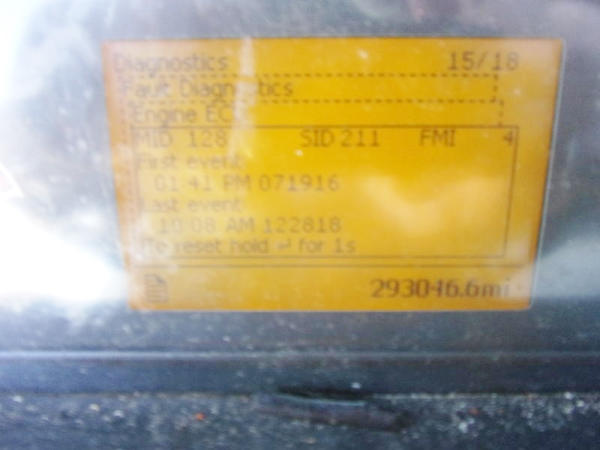 Diagnostics 15/18
Fault Diagnostics
Engine EC
MID 128 SID 211 FMI 4
First event
01:41 PM 071916
Last event
10:08 AM 122818
To reset hold ↵ for 1s
293046.6mi